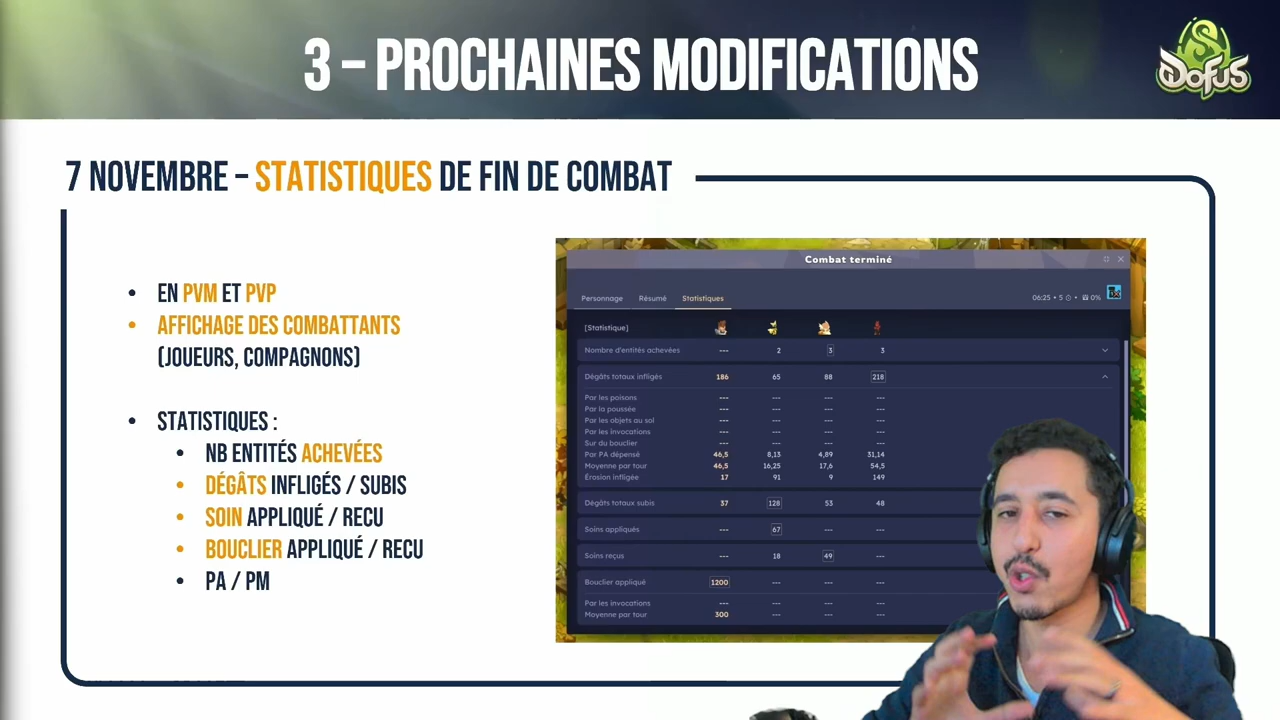 3 – PROCHAINES MODIFICATIONS
DOFUS
7 NOVEMBRE – STATISTIQUES DE FIN DE COMBAT
• EN PVM ET PVP
• AFFICHAGE DES COMBATTANTS
(JOUEURS, COMPAGNONS)
• STATISTIQUES :
• NB ENTITÉS ACHEVÉES
• DÉGÂTS INFLIGÉS / SUBIS
• SOIN APPLIQUÉ / RECU
• BOUCLIER APPLIQUÉ / RECU
• PA / PM
Combat terminé
Personnage Résumé Statistiques 06:25 • 5 • 0%
[Statistique]
Nombre d'entités achevées --- 2 3 3
Dégâts totaux infligés 186 65 88 218
Par les poisons --- --- --- ---
Par la poussée --- --- --- ---
Par les objets au sol --- --- --- ---
Par les invocations --- --- --- ---
Sur du bouclier --- --- --- ---
Par PA dépensé 46,5 8,13 4,89 31,14
Moyenne par tour 46,5 16,25 17,6 54,5
Érosion infligée 17 91 9 149
Dégâts totaux subis 37 128 53 48
Soins appliqués --- 67 --- ---
Soins reçus --- 18 49 ---
Bouclier appliqué 1200 --- --- ---
Par les invocations --- --- --- ---
Moyenne par tour 300 --- --- ---